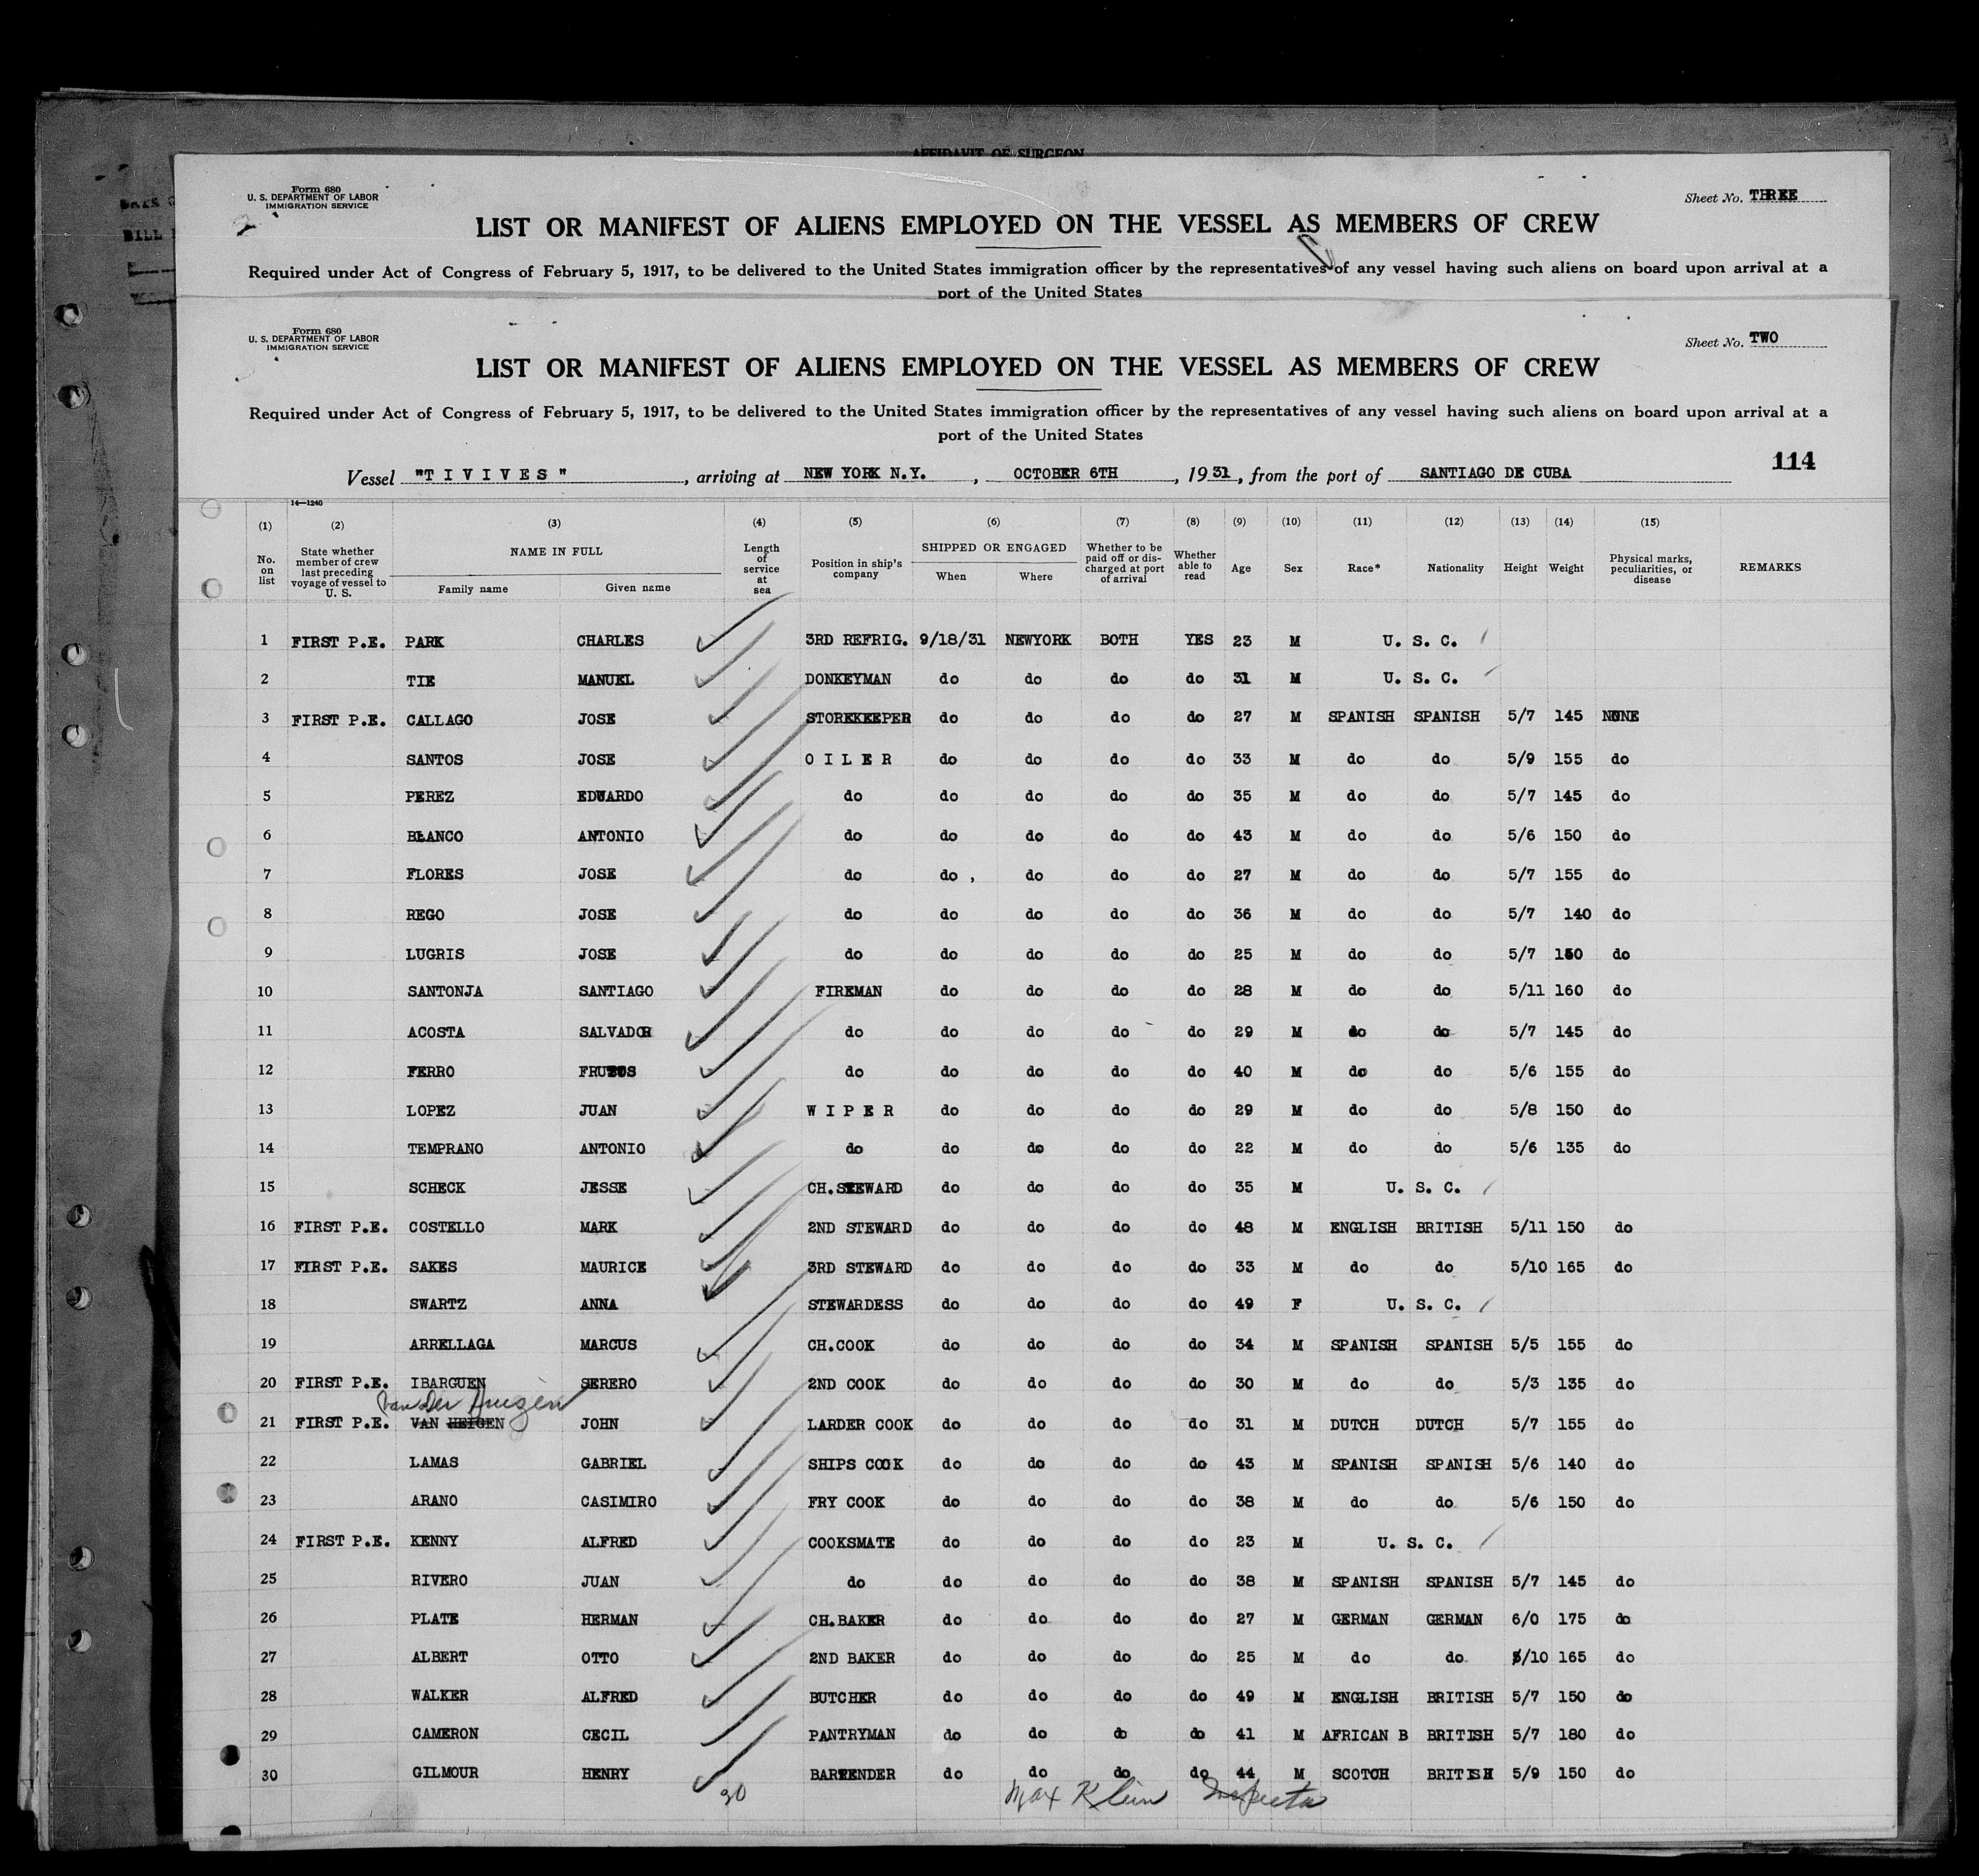 AFFIDAVIT OF SURGEON
Form 680
U. S. DEPARTMENT OF LABOR
IMMIGRATION SERVICE
Sheet No. THREE
LIST OR MANIFEST OF ALIENS EMPLOYED ON THE VESSEL AS MEMBERS OF CREW
Required under Act of Congress of February 5, 1917, to be delivered to the United States immigration officer by the representatives of any vessel having such aliens on board upon arrival at a
port of the United States
Form 680
U. S. DEPARTMENT OF LABOR
IMMIGRATION SERVICE
Sheet No. TWO
LIST OR MANIFEST OF ALIENS EMPLOYED ON THE VESSEL AS MEMBERS OF CREW
Required under Act of Congress of February 5, 1917, to be delivered to the United States immigration officer by the representatives of any vessel having such aliens on board upon arrival at a
port of the United States
114
Vessel "T I V I V E S", arriving at NEW YORK N.Y., OCTOBER 6TH, 1931, from the port of SANTIAGO DE CUBA
14—1240
(1) (2) (3) (4) (5) (6) (7) (8) (9) (10) (11) (12) (13) (14) (15)
No. on list
State whether member of crew last preceding voyage of vessel to U. S.
NAME IN FULL
Family name
Given name
Length of service at sea
Position in ship's company
SHIPPED OR ENGAGED
When
Where
Whether to be paid off or discharged at port of arrival
Whether able to read
Age
Sex
Race*
Nationality
Height
Weight
Physical marks, peculiarities, or disease
REMARKS
1 FIRST P.E. PARK CHARLES 3RD REFRIG. 9/18/31 NEWYORK BOTH YES 23 M U. S. C.
2 TIE MANUEL DONKEYMAN do do do do 31 M U. S. C.
3 FIRST P.E. CALLAGO JOSE STOREKEEPER do do do do 27 M SPANISH SPANISH 5/7 145 NONE
4 SANTOS JOSE O I L E R do do do do 33 M do do 5/9 155 do
5 PEREZ EDUARDO do do do do do 35 M do do 5/7 145 do
6 BLANCO ANTONIO do do do do do 43 M do do 5/6 150 do
7 FLORES JOSE do do , do do do 27 M do do 5/7 155 do
8 REGO JOSE do do do do do 36 M do do 5/7 140 do
9 LUGRIS JOSE do do do do do 25 M do do 5/7 do
10 SANTONJA SANTIAGO FIREMAN do do do do 28 M do do 5/11 160 do
11 ACOSTA SALVADOR do do do do do 29 M do do 5/7 145 do
12 FERRO do do do do do 40 M do do 5/6 155 do
13 LOPEZ JUAN W I P E R do do do do 29 M do do 5/8 150 do
14 TEMPRANO ANTONIO do do do do do 22 M do do 5/6 135 do
15 SCHECK JESSE CH.STEWARD do do do do 35 M U. S. C.
16 FIRST P.E. COSTELLO MARK 2ND STEWARD do do do do 48 M ENGLISH BRITISH 5/11 150 do
17 FIRST P.E. SAKES MAURICE 3RD STEWARD do do do do 33 M do do 5/10 165 do
18 SWARTZ ANNA STEWARDESS do do do do 49 F U. S. C.
19 ARRELLAGA MARCUS CH.COOK do do do do 34 M SPANISH SPANISH 5/5 155 do
20 FIRST P.E. IBARGUEN SERERO 2ND COOK do do do do 30 M do do 5/3 135 do
Van der
21 FIRST P.E. VAN HEIGEN JOHN LARDER COOK do do do do 31 M DUTCH DUTCH 5/7 155 do
22 LAMAS GABRIEL SHIPS COOK do do do do 43 M SPANISH SPANISH 5/6 140 do
23 ARANO CASIMIRO FRY COOK do do do do 38 M do do 5/6 150 do
24 FIRST P.E. KENNY ALFRED COOKSMATE do do do do 23 M U. S. C.
25 RIVERO JUAN do do do do do 38 M SPANISH SPANISH 5/7 145 do
26 PLATE HERMAN CH.BAKER do do do do 27 M GERMAN GERMAN 6/0 175 do
27 ALBERT OTTO 2ND BAKER do do do do 25 M do do 5/10 165 do
28 WALKER ALFRED BUTCHER do do do do 49 M ENGLISH BRITISH 5/7 150 do
29 CAMERON CECIL PANTRYMAN do do do do 41 M AFRICAN B BRITISH 5/7 180 do
30 GILMOUR HENRY BARTENDER do do do do 44 M SCOTCH BRITISH 5/9 150 do
30 Max Klein Inspector